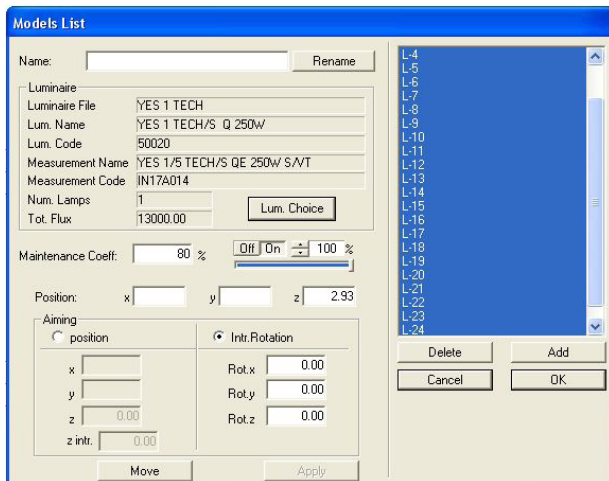 Models List
Name: Rename
Luminaire
Luminaire File YES 1 TECH
Lum. Name YES 1 TECH/S Q 250W
Lum. Code 50020
Measurement Name YES 1/5 TECH/S QE 250W S/VT
Measurement Code IN17A014
Num. Lamps 1
Tot. Flux 13000.00 Lum. Choice
Maintenance Coeff: 80 % Off On 100 %
Position: x y z 2.93
Aiming
position Intr.Rotation
x Rot.x 0.00
y Rot.y 0.00
z 0.00 Rot.z 0.00
z intr. 0.00
Move Apply
L-4
L-5
L-6
L-7
L-8
L-9
L-10
L-11
L-12
L-13
L-14
L-15
L-16
L-17
L-18
L-19
L-20
L-21
L-22
L-23
L-24
Delete Add
Cancel OK